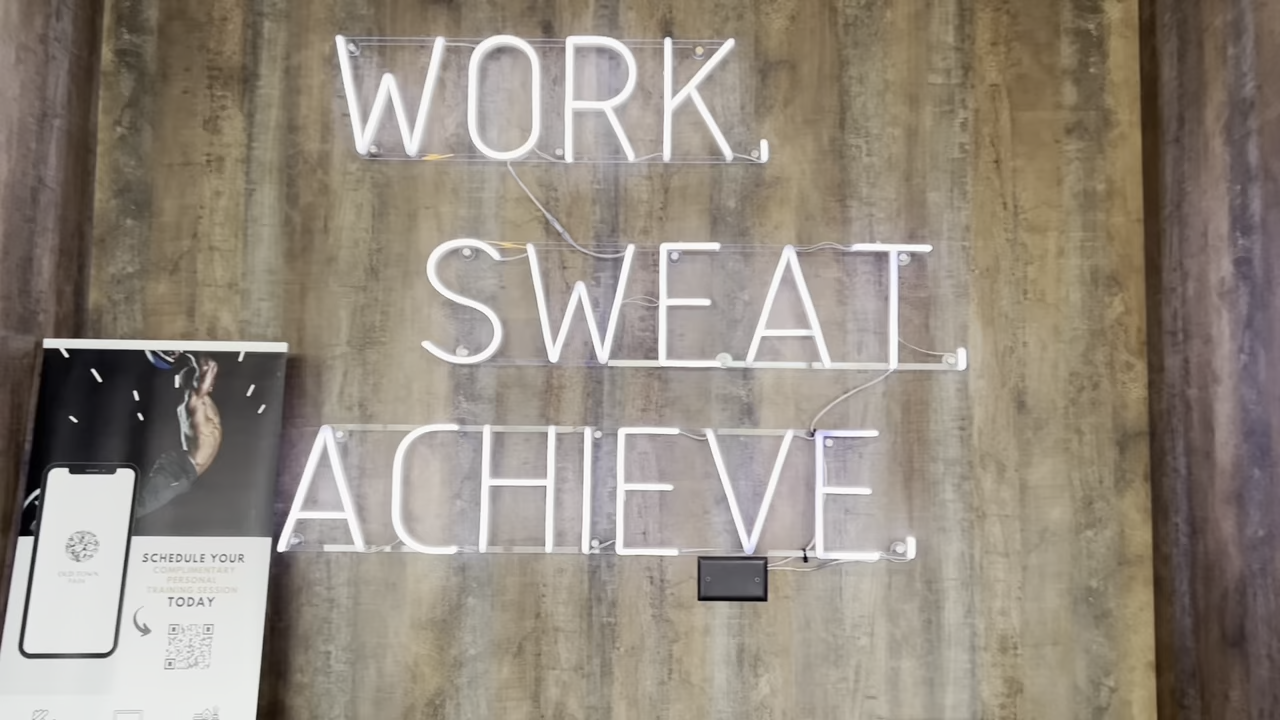 WORK.
SWEAT.
ACHIEVE.
SCHEDULE YOUR
COMPLIMENTARY
PERSONAL
TRAINING SESSION
TODAY